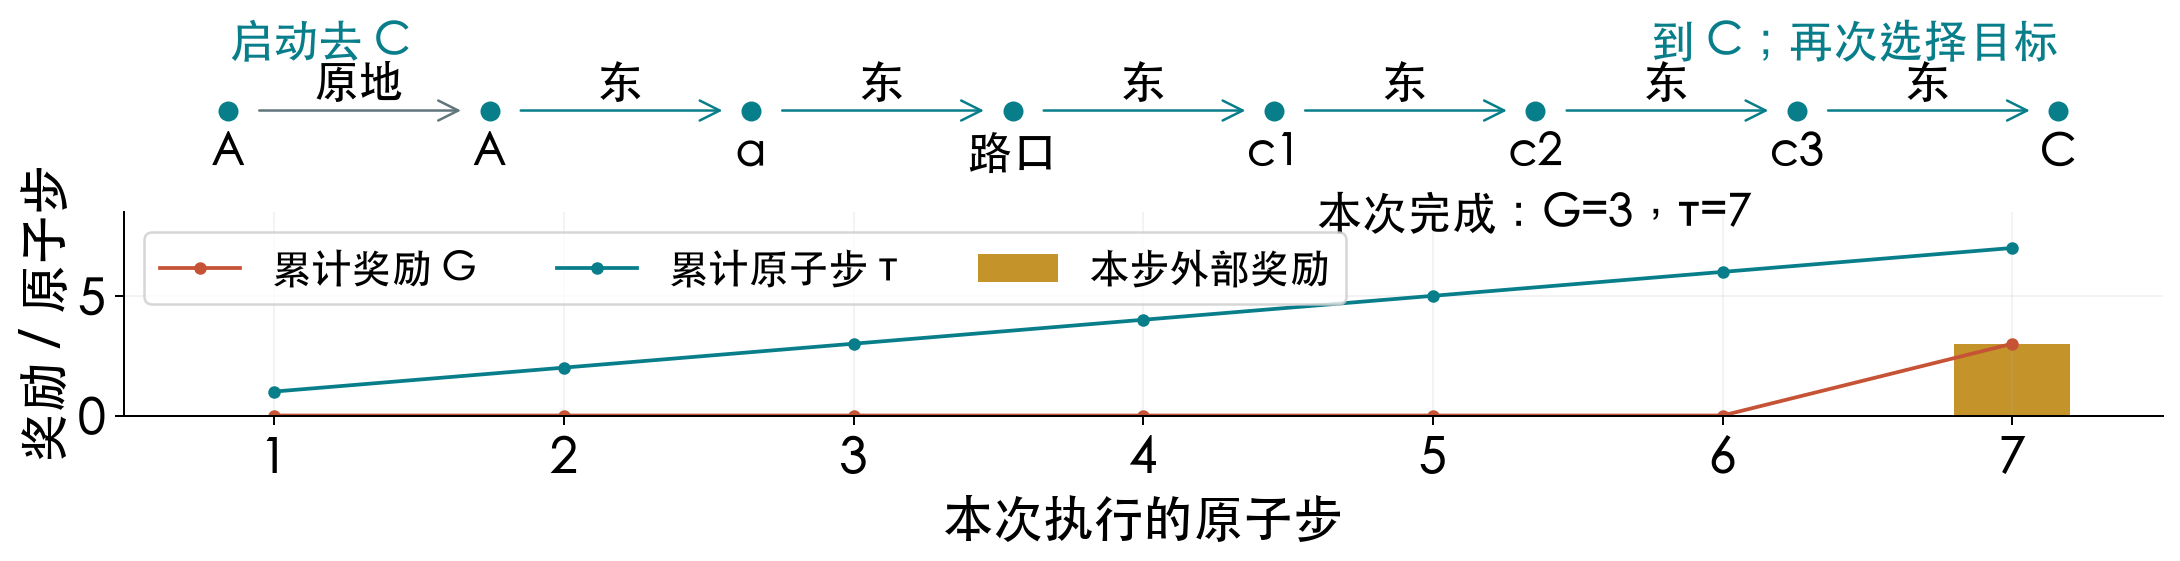 启动去 C
到 C；再次选择目标
原地 东 东 东 东 东 东
A A a 路口 c1 c2 c3 C
本次完成：G=3，τ=7
累计奖励 G 累计原子步 τ 本步外部奖励
奖励 / 原子步
5
0
1 2 3 4 5 6 7
本次执行的原子步